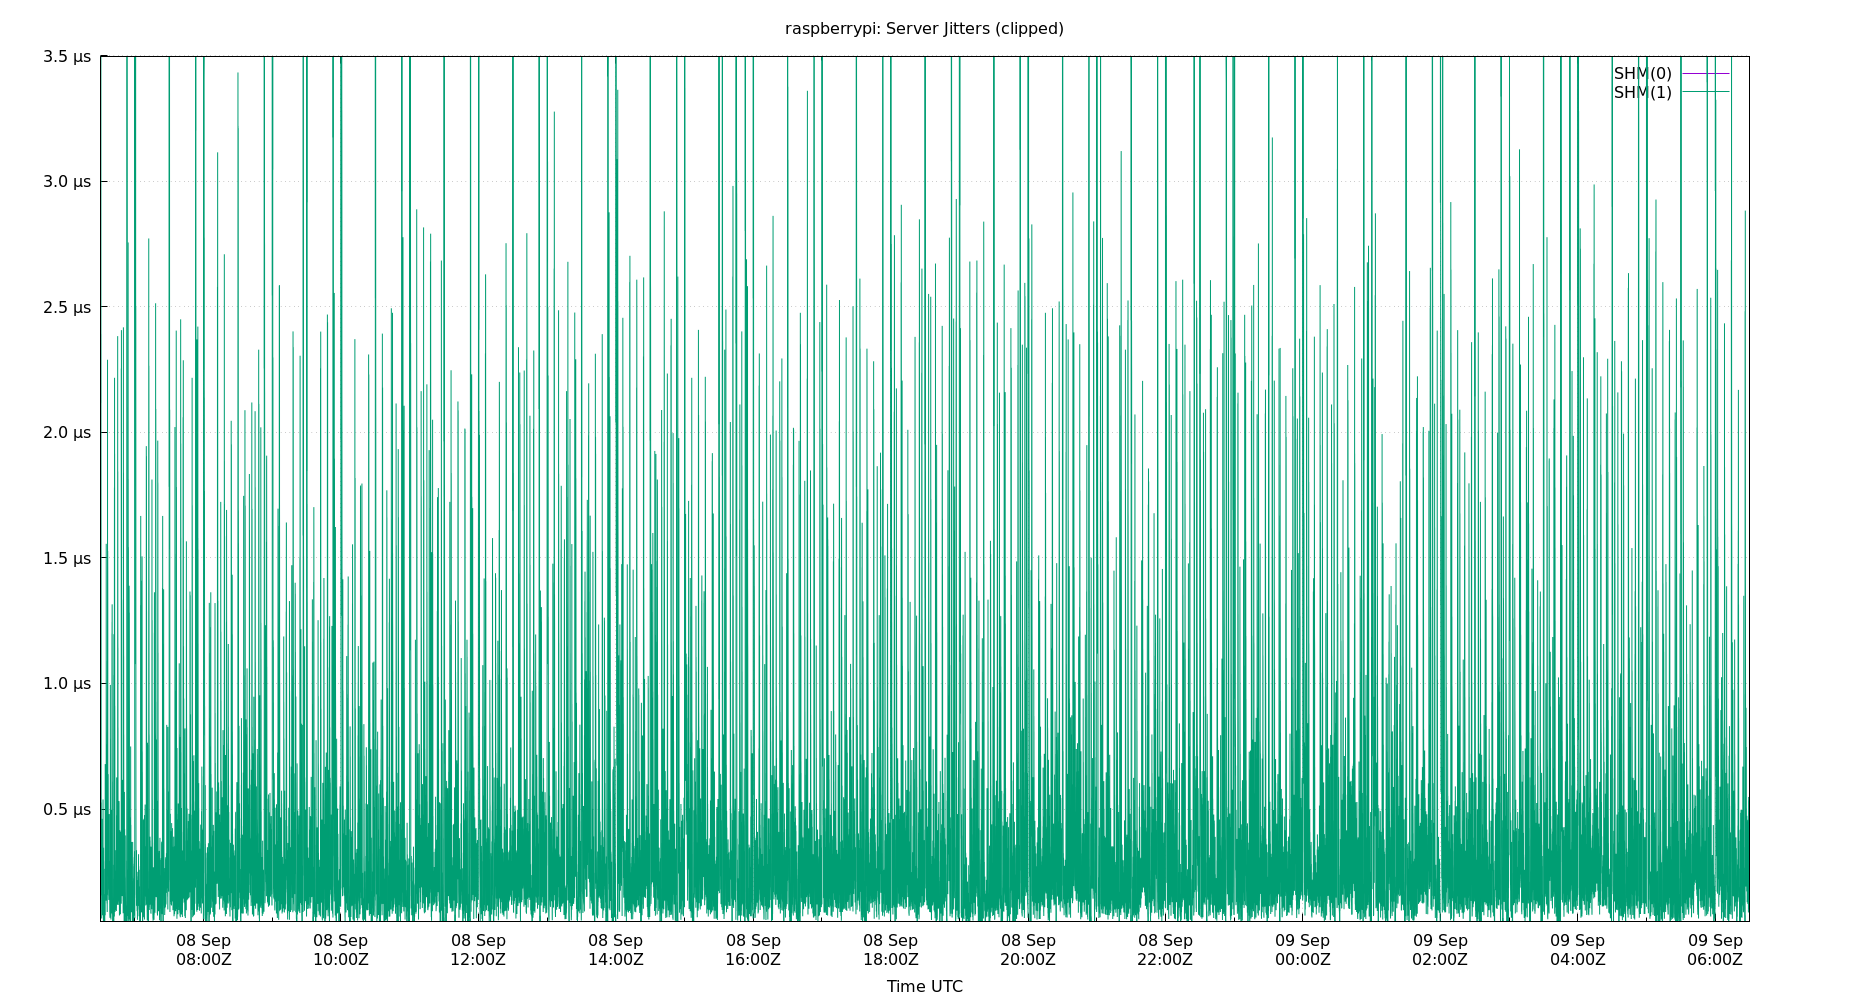 raspberrypi: Server Jitters (clipped)
3.5 µs
SHM(0)
SHM(1)
3.0 µs
2.5 µs
2.0 µs
1.5 µs
1.0 µs
0.5 µs
08 Sep 08 Sep 08 Sep 08 Sep 08 Sep 08 Sep 08 Sep 08 Sep 09 Sep 09 Sep 09 Sep 09 Sep
08:00Z 10:00Z 12:00Z 14:00Z 16:00Z 18:00Z 20:00Z 22:00Z 00:00Z 02:00Z 04:00Z 06:00Z
Time UTC